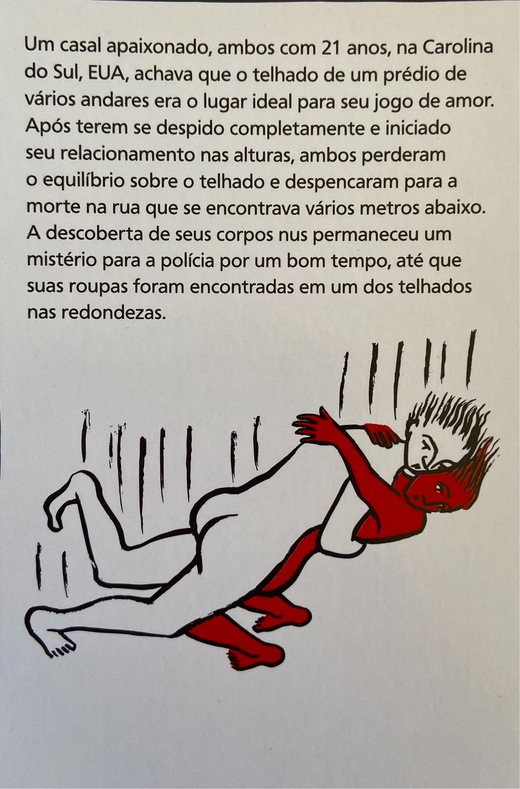 Um casal apaixonado, ambos com 21 anos, na Carolina
do Sul, EUA, achava que o telhado de um prédio de
vários andares era o lugar ideal para seu jogo de amor.
Após terem se despido completamente e iniciado
seu relacionamento nas alturas, ambos perderam
o equilíbrio sobre o telhado e despencaram para a
morte na rua que se encontrava vários metros abaixo.
A descoberta de seus corpos nus permaneceu um
mistério para a polícia por um bom tempo, até que
suas roupas foram encontradas em um dos telhados
nas redondezas.